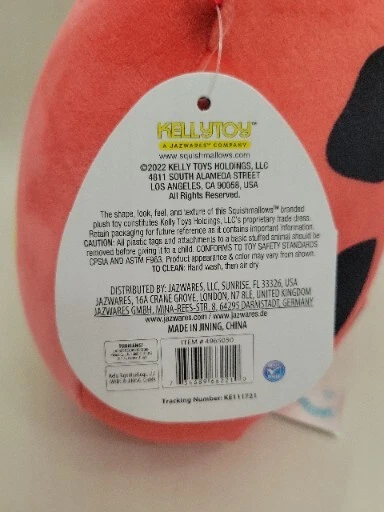 KELLYTOY
A JAZWARES® COMPANY
www.squishmallows.com
©2022 KELLY TOYS HOLDINGS, LLC
4811 SOUTH ALAMEDA STREET
LOS ANGELES, CA 90058, USA
All Rights Reserved.
The shape, look, feel, and texture of this Squishmallows™ branded
plush toy constitutes Kelly Toys Holdings, LLC's proprietary trade dress.
Retain packaging for future reference as it contains important information.
CAUTION: All plastic tags and attachments to a basic stuffed animal should be
removed before giving it to a child. CONFORMS TO TOY SAFETY STANDARDS
CPSIA AND ASTM F963. Product appearance & color may vary from shown.
TO CLEAN: Hand wash, then air dry.
DISTRIBUTED BY: JAZWARES, LLC. SUNRISE, FL 33326, USA
JAZWARES, 16A CRANE GROVE, LONDON, N7 8LE, UNITED KINGDOM
JAZWARES GMBH, MINA-REES-STR. 8, 64295 DARMSTADT, GERMANY
www.jazwares.com / www.jazwares.de
MADE IN JINING, CHINA
ITEM #
WARNING:
Tracking Number: KE111721